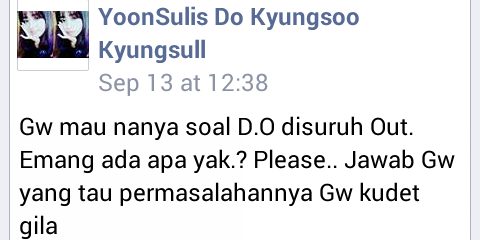 YoonSulis Do Kyungsoo
Kyungsull
Sep 13 at 12:38
Gw mau nanya soal D.O disuruh Out.
Emang ada apa yak.? Please.. Jawab Gw
yang tau permasalahannya Gw kudet
gila